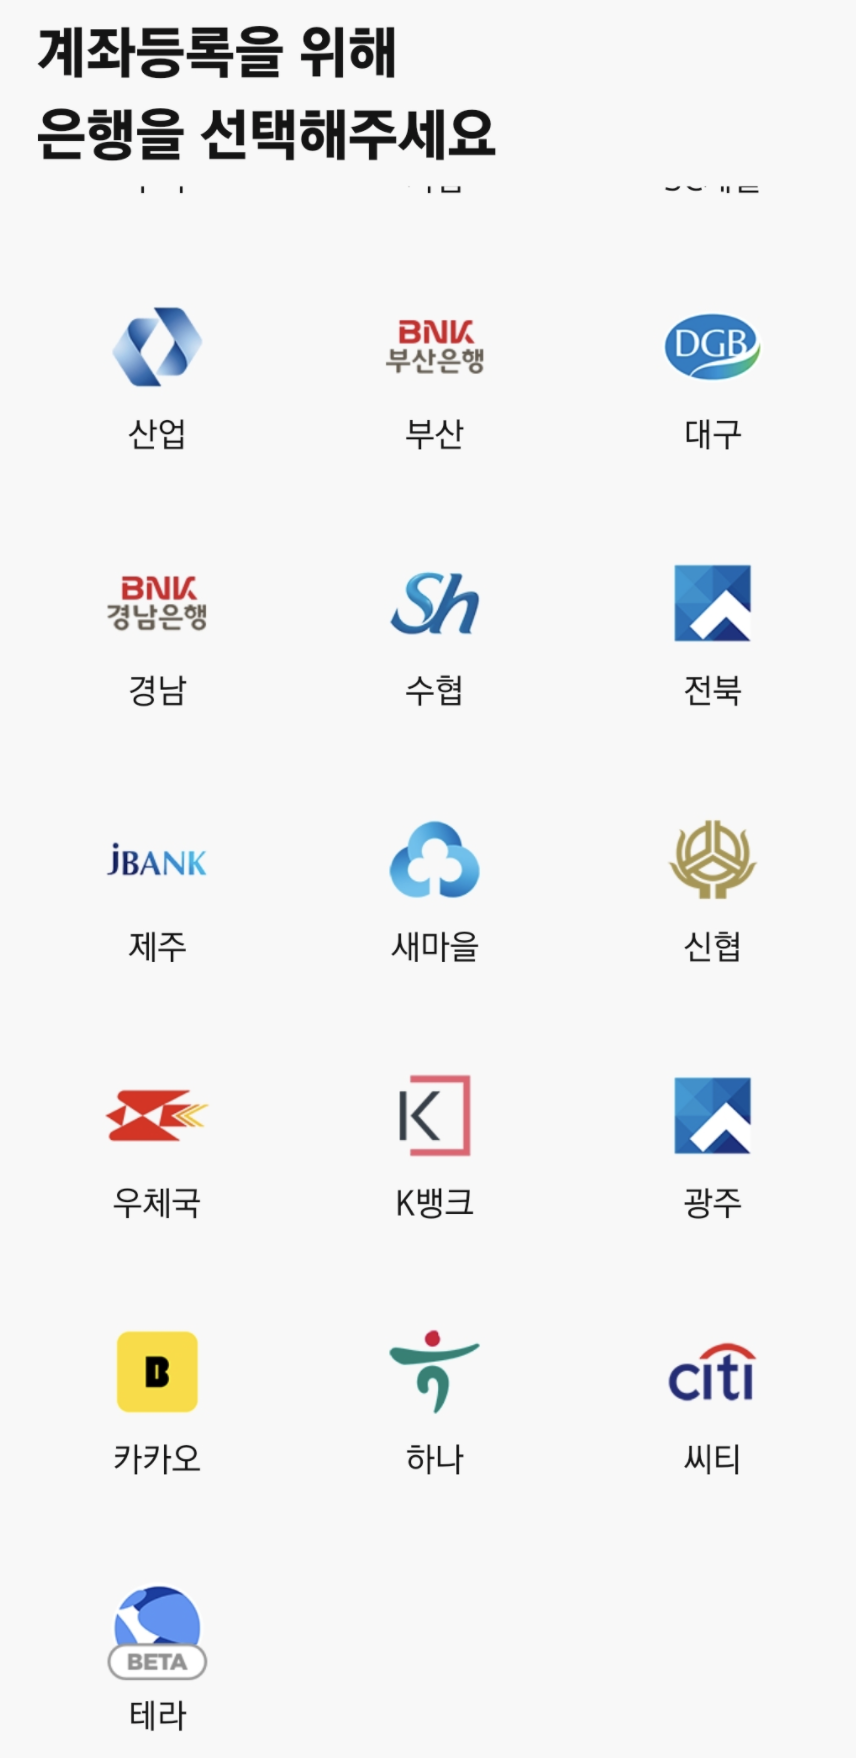 계좌등록을 위해
은행을 선택해주세요
BNK
부산은행
DGB
산업 부산 대구
BNK
경남은행
Sh
경남 수협 전북
jBANK
제주 새마을 신협
K
우체국 K뱅크 광주
B
citi
카카오 하나 씨티
BETA
테라